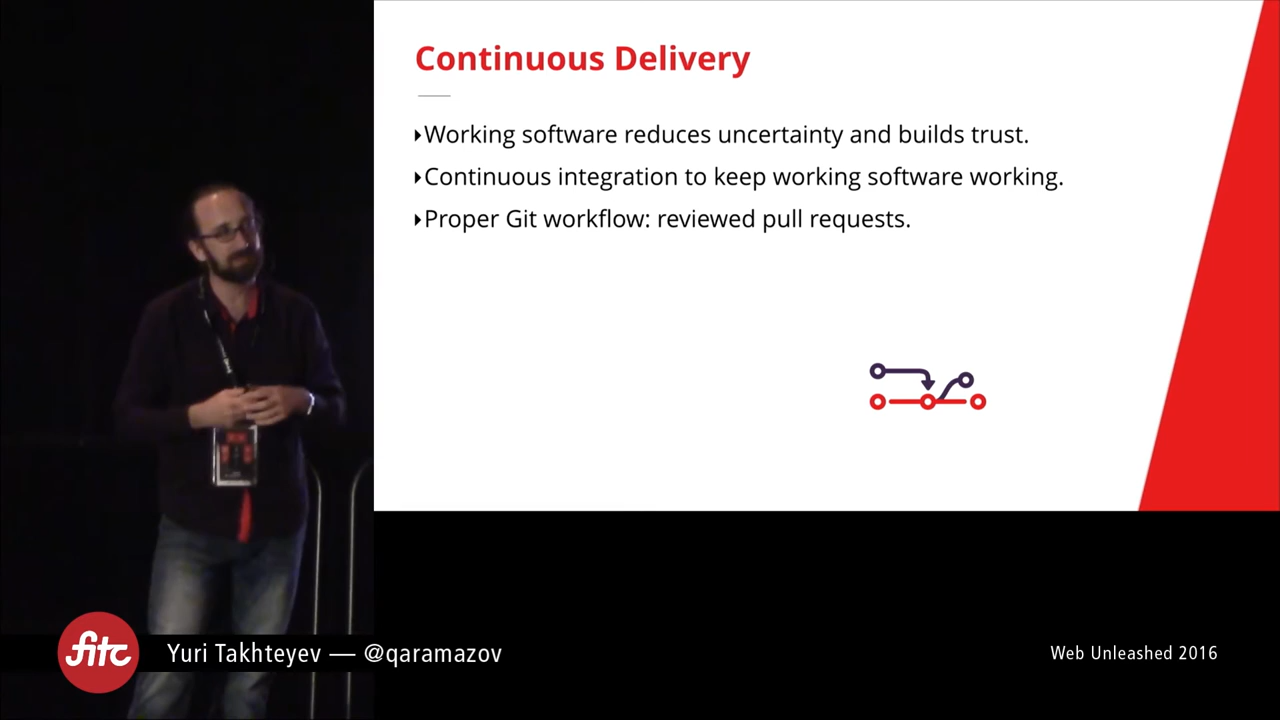 Continuous Delivery
Working software reduces uncertainty and builds trust.
Continuous integration to keep working software working.
Proper Git workflow: reviewed pull requests.
fitc
Yuri Takhteyev — @qaramazov
Web Unleashed 2016